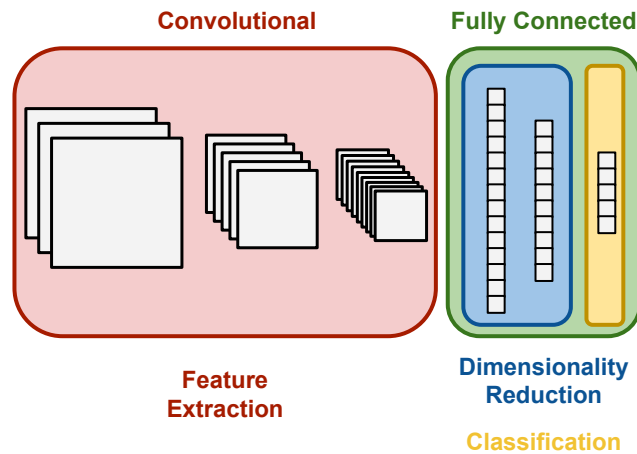 Convolutional
Fully Connected
Feature
Extraction
Dimensionality
Reduction
Classification